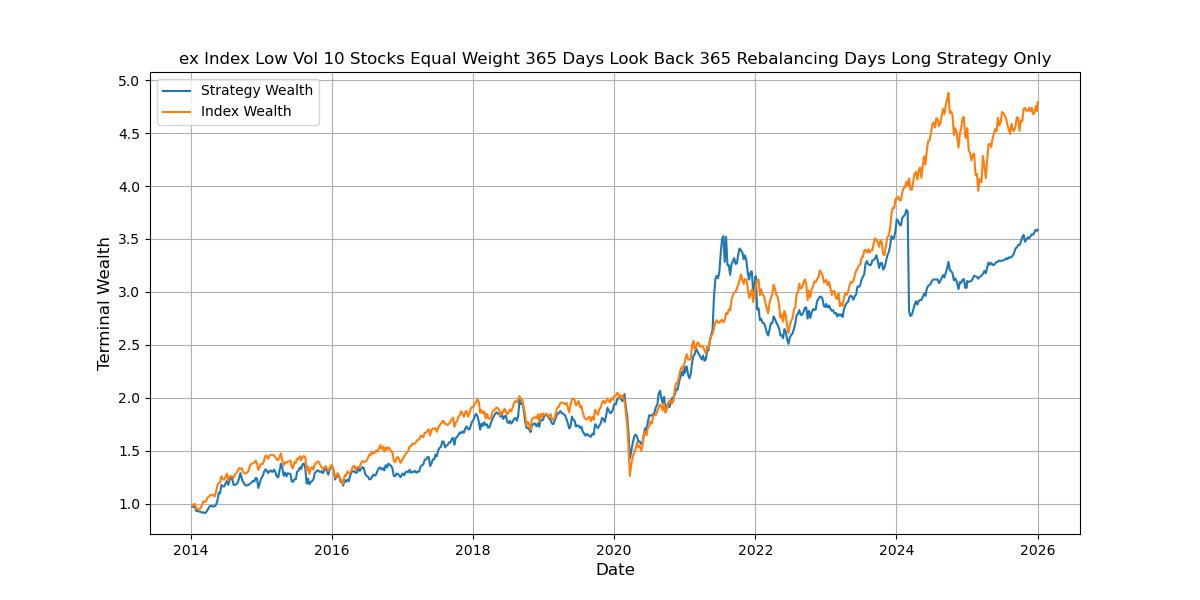 ex Index Low Vol 10 Stocks Equal Weight 365 Days Look Back 365 Rebalancing Days Long Strategy Only
Strategy Wealth
Index Wealth
Terminal Wealth
5.0
4.5
4.0
3.5
3.0
2.5
2.0
1.5
1.0
2014 2016 2018 2020 2022 2024 2026
Date